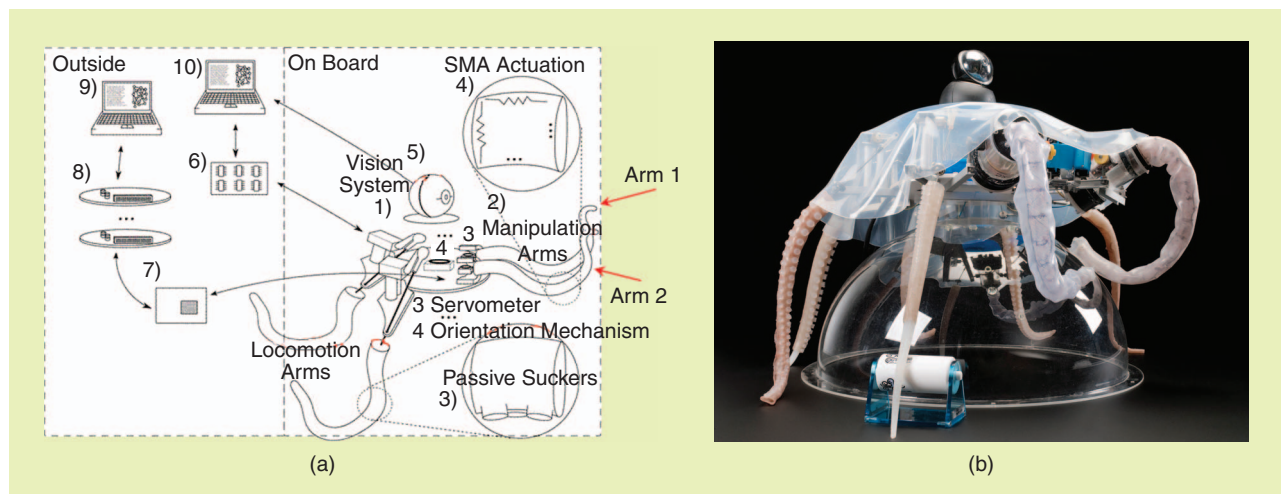 Outside
10)
On Board
SMA Actuation
9)
4)
5)
Vision
System
6)
8)
1)
2)
3
Arm 1
Manipulation
4
Arms
7)
Arm 2
3 Servometer
4 Orientation Mechanism
Locomotion
Arms
Passive Suckers
3)
(a)
(b)